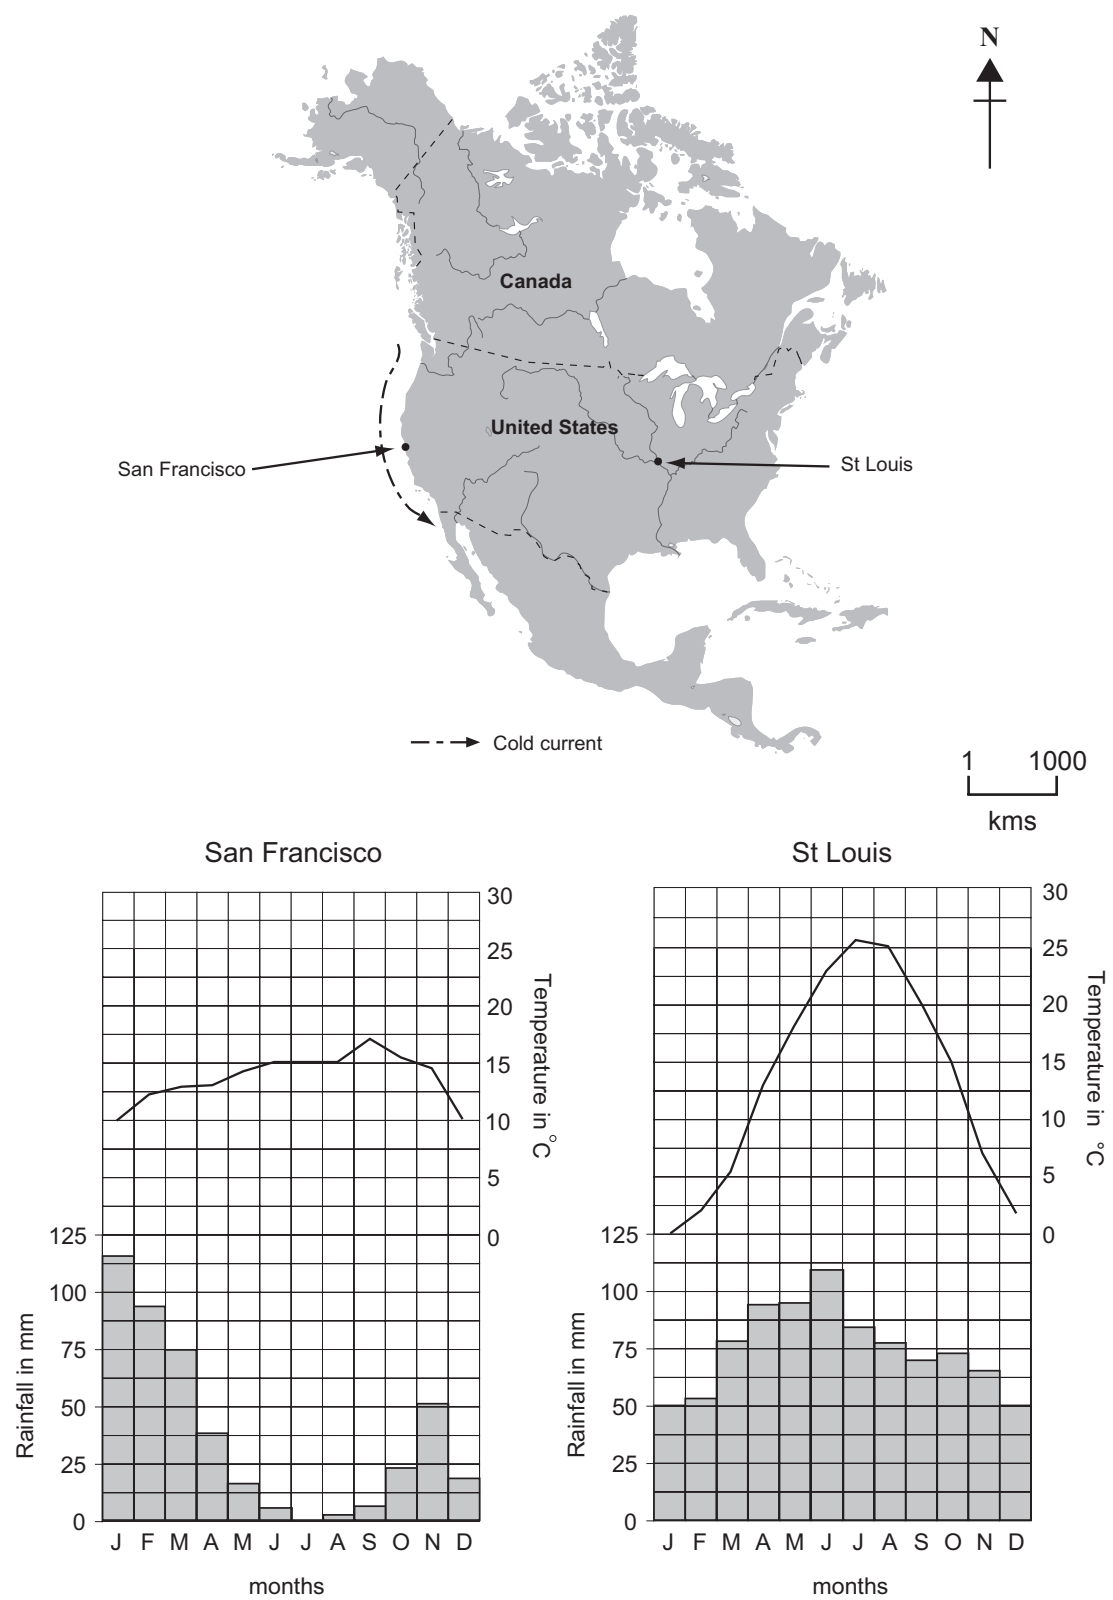 N
Canada
United States
San Francisco
St Louis
Cold current
1 1000
kms
San Francisco
30
25
20
15
10
5
0
Temperature in °C
125
100
75
50
25
0
Rainfall in mm
J F M A M J J A S O N D
months
St Louis
30
25
20
15
10
5
0
Temperature in °C
125
100
75
50
25
0
Rainfall in mm
J F M A M J J A S O N D
months